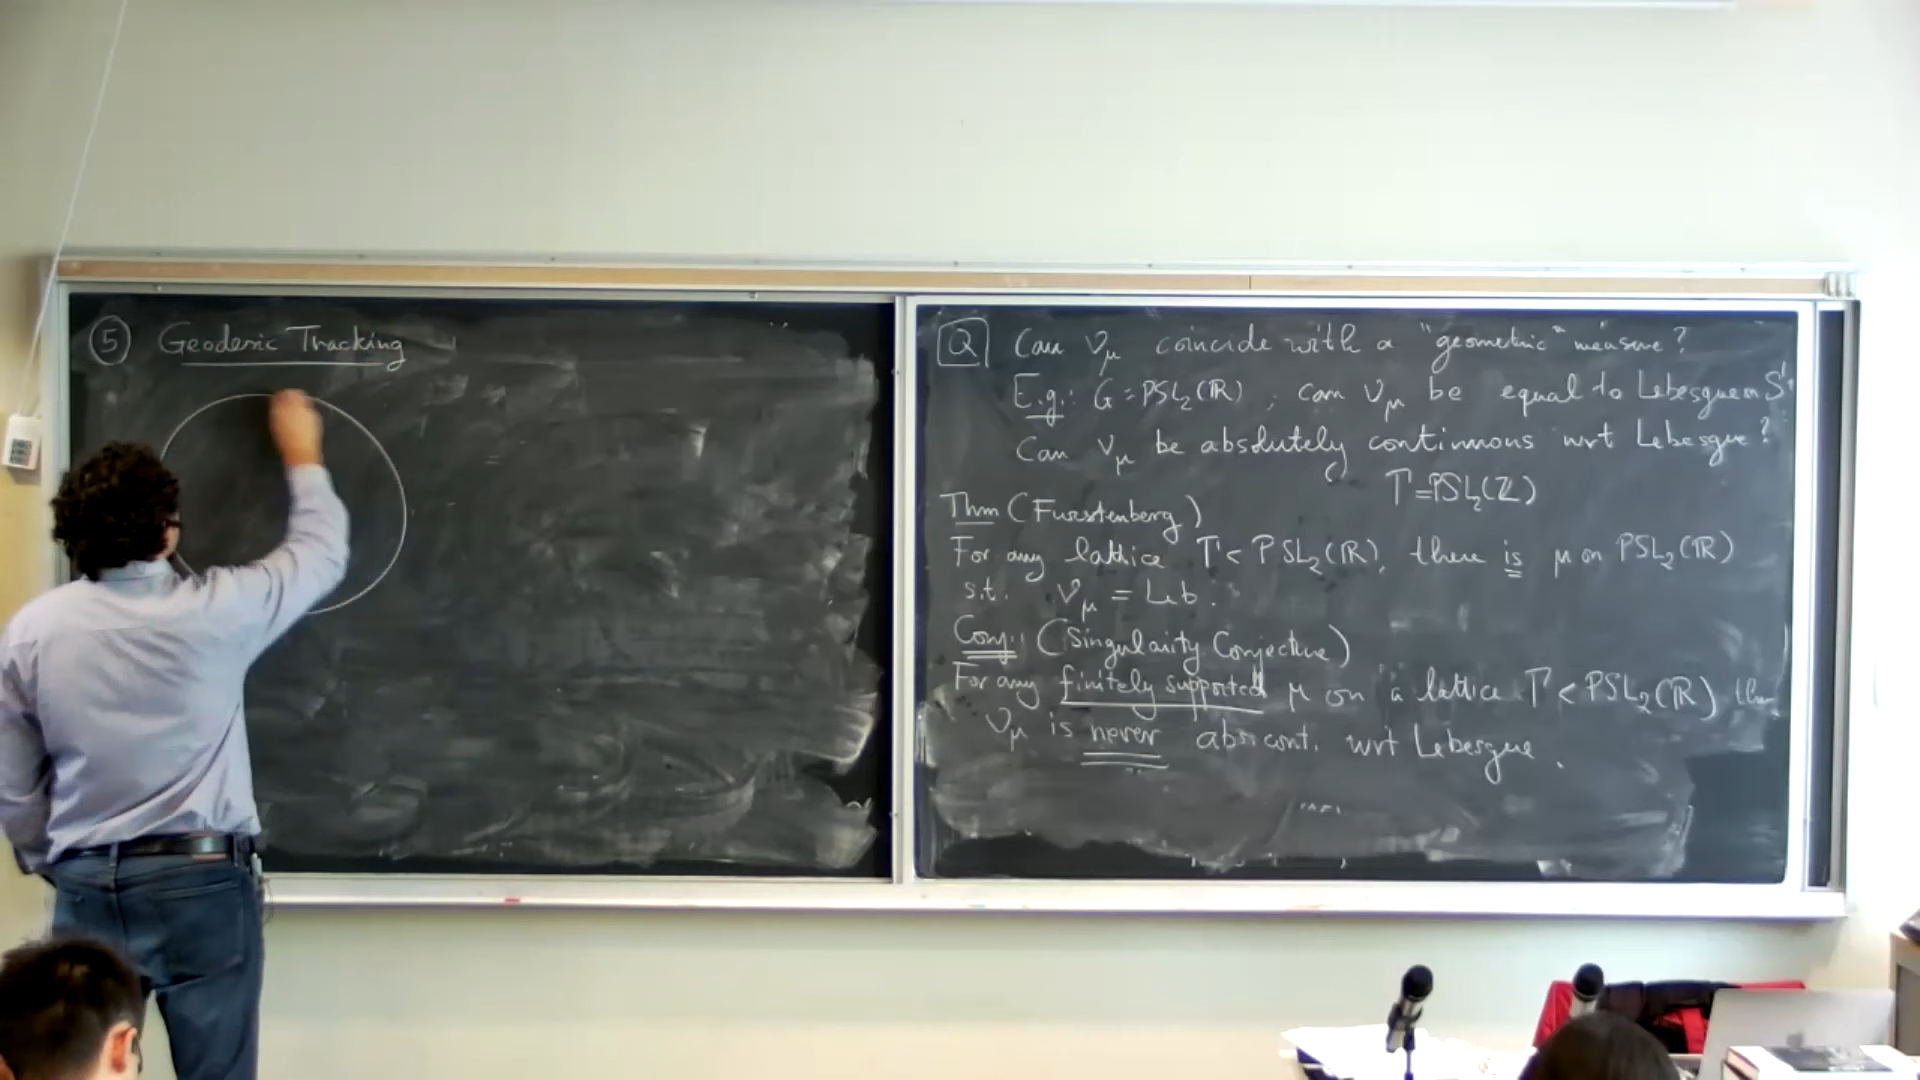 ⑤ Geodesic Tracking
Q Can ν_μ coincide with a "geometric" measure?
E.g.: G = PSL₂(ℝ), can ν_μ be equal to Lebesgue on S¹,
Can ν_μ be absolutely continuous wrt Lebesgue?
Γ = PSL₂(ℤ)
Thm (Furstenberg)
For any lattice Γ < PSL₂(ℝ), there is μ on PSL₂(ℝ)
s.t. ν_μ = Leb.
Conj.: (Singularity Conjecture)
For any finitely supported μ on a lattice Γ < PSL₂(ℝ) then
ν_μ is never abs. cont. wrt Lebesgue.